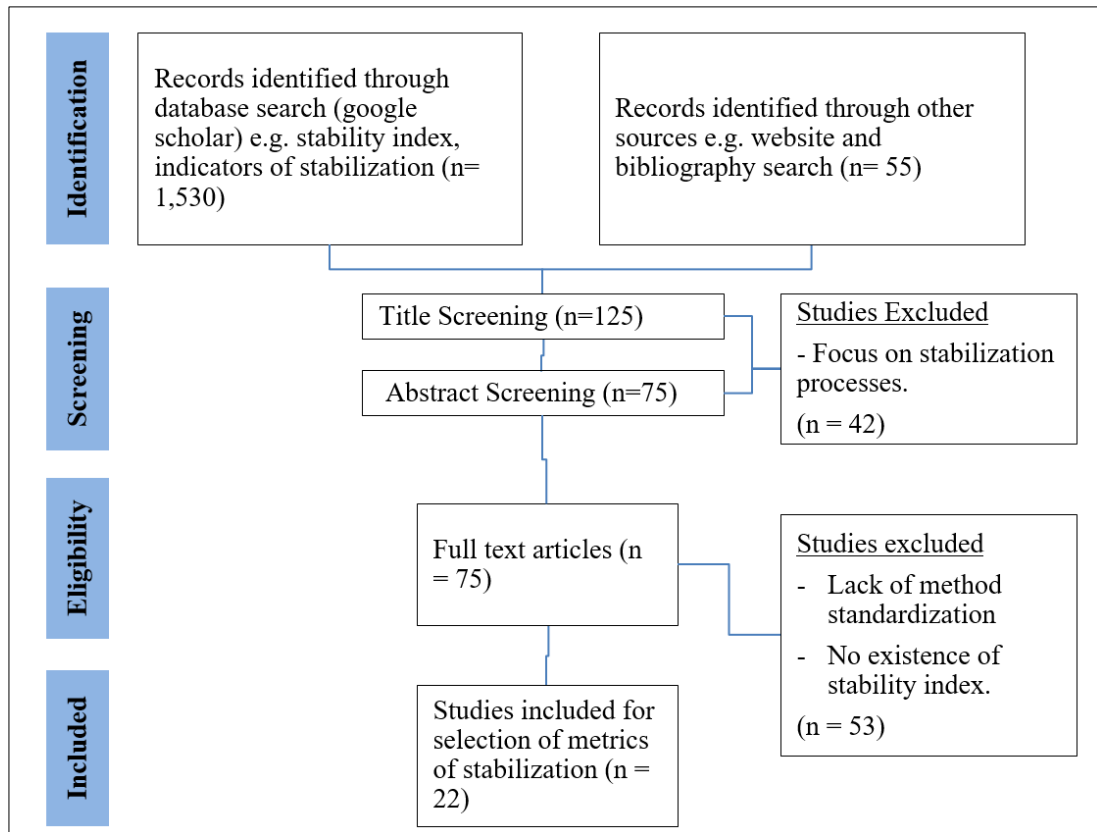 Identification
Records identified through
database search (google
scholar) e.g. stability index,
indicators of stabilization (n=
1,530)
Records identified through other
sources e.g. website and
bibliography search (n= 55)
Screening
Title Screening (n=125)
Abstract Screening (n=75)
Studies Excluded
- Focus on stabilization
processes.
(n = 42)
Eligibility
Full text articles (n
= 75)
Studies excluded
- Lack of method
standardization
- No existence of
stability index.
(n = 53)
Included
Studies included for
selection of metrics
of stabilization (n =
22)